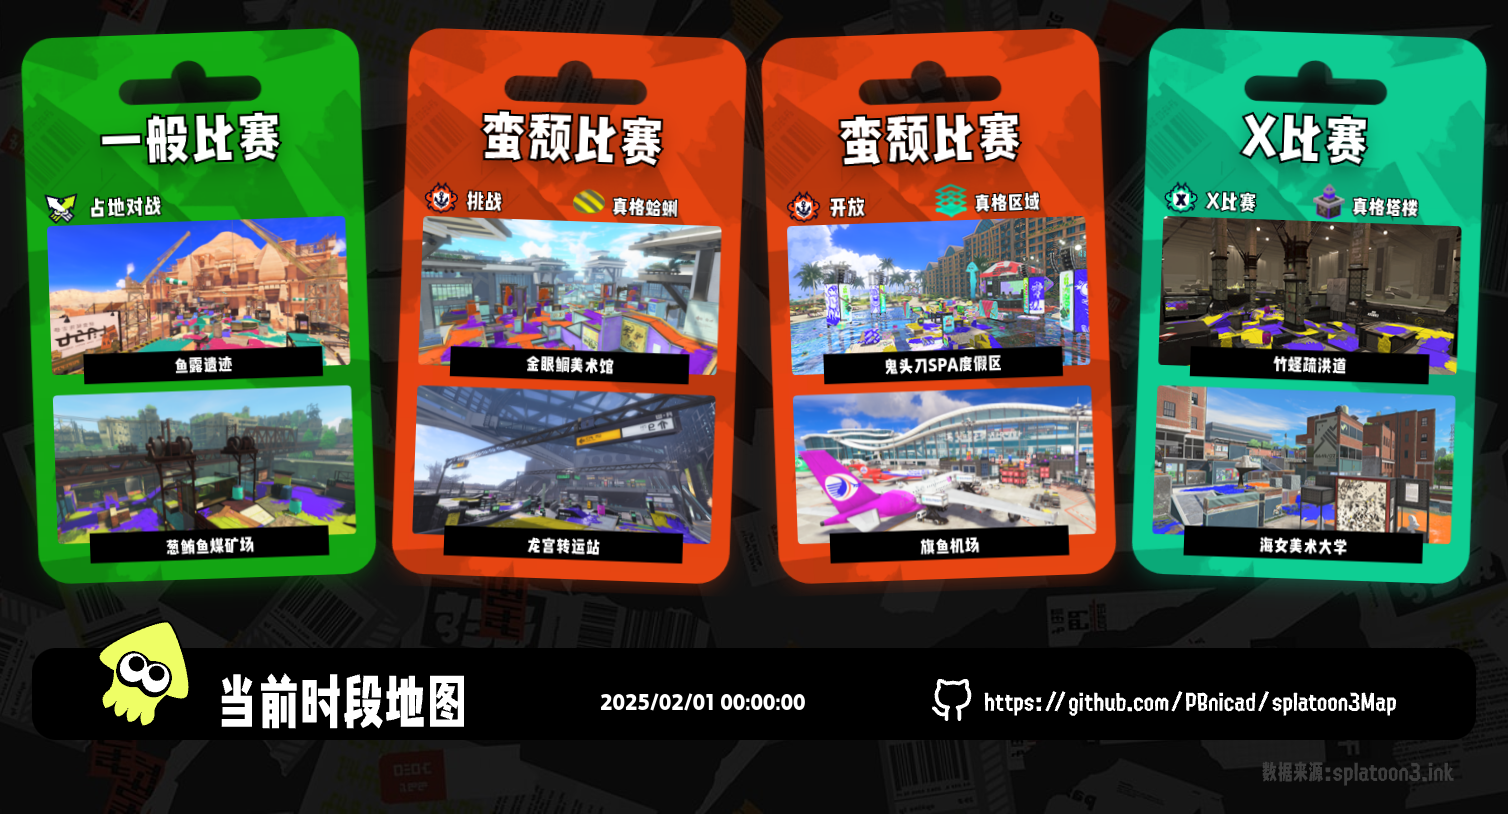 一般比赛
占地对战
鱼露遗迹
葱鲔鱼煤矿场
蛮颓比赛
挑战
真格蛤蜊
金眼鲷美术馆
龙宫转运站
蛮颓比赛
开放
真格区域
鬼头刀SPA度假区
旗鱼机场
X比赛
X比赛
真格塔楼
竹蛏疏洪道
海女美术大学
当前时段地图
2025/02/01 00:00:00
https://github.com/PBnicad/splatoon3Map
数据来源:splatoon3.ink